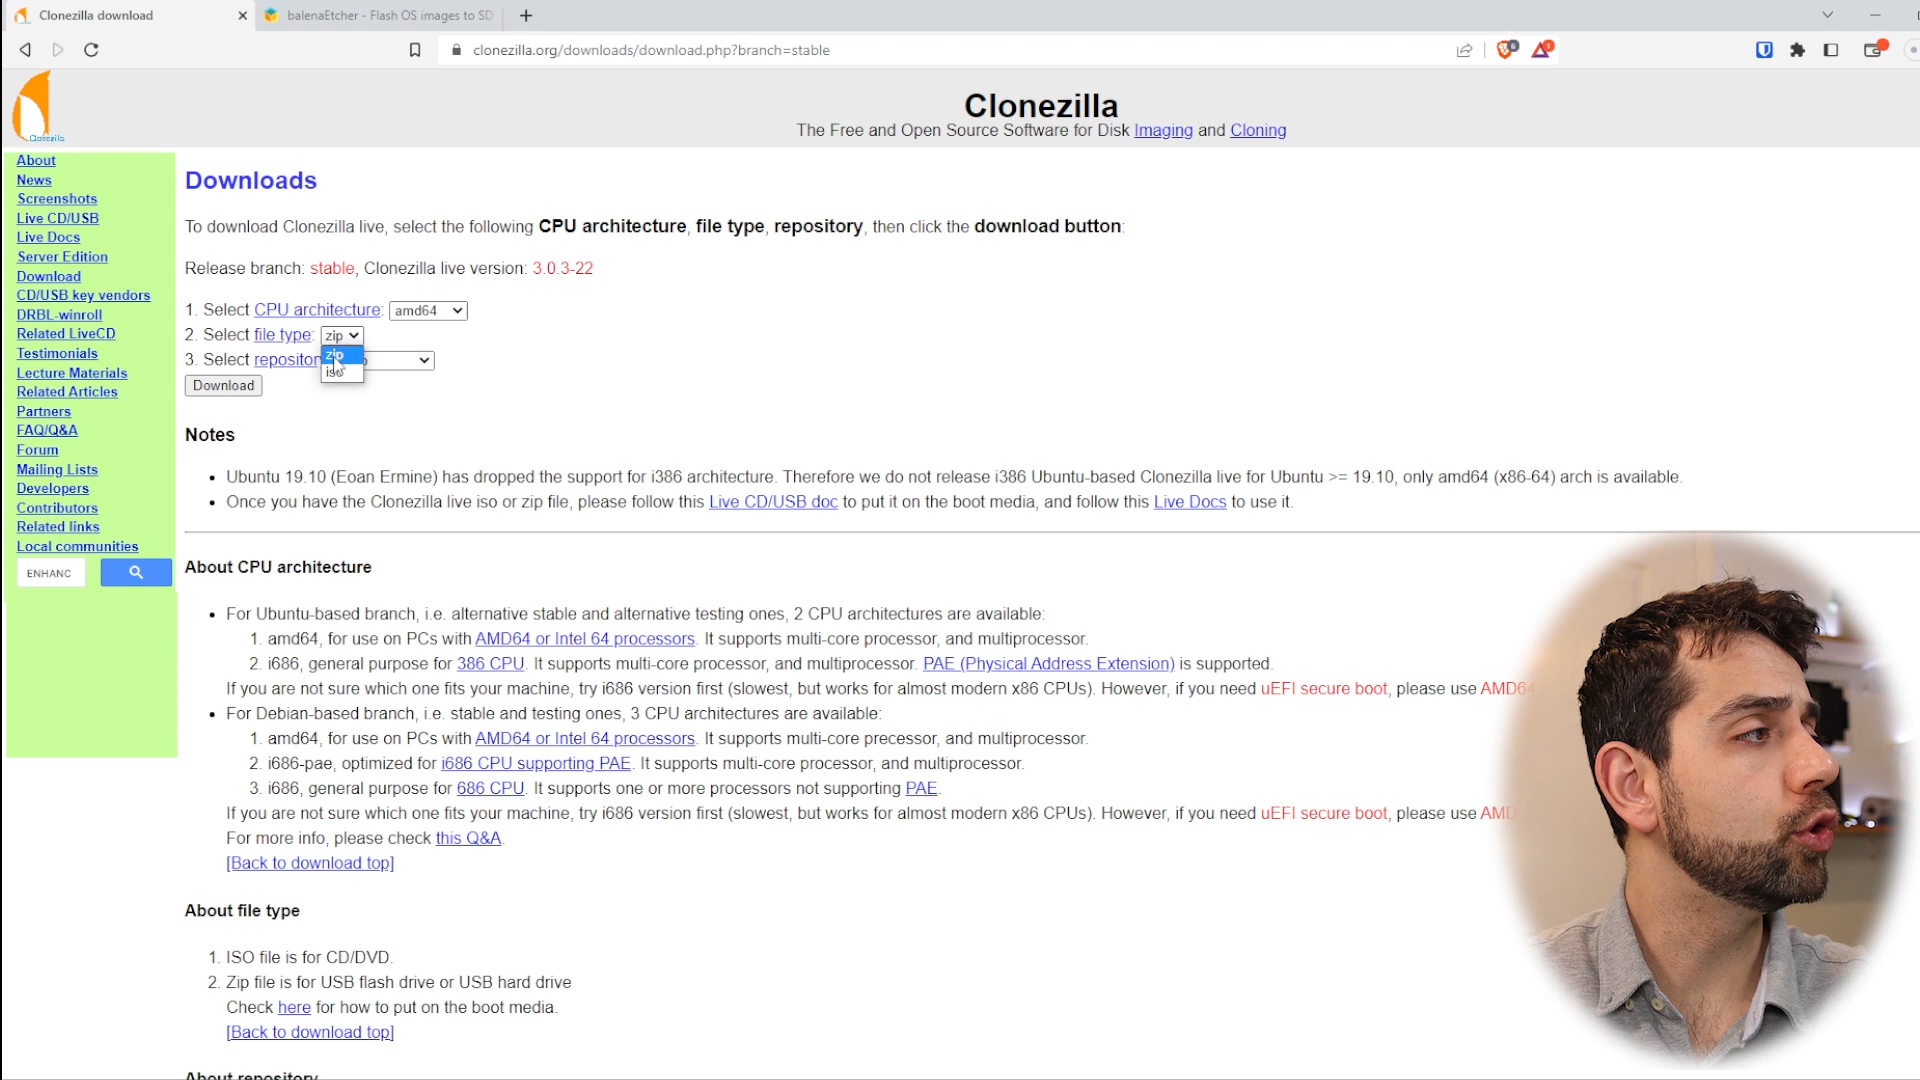 Clonezilla download
balenaEtcher - Flash OS images to SD
clonezilla.org/downloads/download.php?branch=stable
6
1
Clonezilla
Clonezilla
The Free and Open Source Software for Disk Imaging and Cloning
About
News
Screenshots
Live CD/USB
Live Docs
Server Edition
Download
CD/USB key vendors
DRBL-winroll
Related LiveCD
Testimonials
Lecture Materials
Related Articles
Partners
FAQ/Q&A
Forum
Mailing Lists
Developers
Contributors
Related links
Local communities
ENHANC
Downloads
To download Clonezilla live, select the following CPU architecture, file type, repository, then click the download button:
Release branch: stable, Clonezilla live version: 3.0.3-22
1. Select CPU architecture: amd64
2. Select file type: zip
zip
iso
3. Select repository
Download
Notes
• Ubuntu 19.10 (Eoan Ermine) has dropped the support for i386 architecture. Therefore we do not release i386 Ubuntu-based Clonezilla live for Ubuntu >= 19.10, only amd64 (x86-64) arch is available.
• Once you have the Clonezilla live iso or zip file, please follow this Live CD/USB doc to put it on the boot media, and follow this Live Docs to use it.
About CPU architecture
• For Ubuntu-based branch, i.e. alternative stable and alternative testing ones, 2 CPU architectures are available:
1. amd64, for use on PCs with AMD64 or Intel 64 processors. It supports multi-core processor, and multiprocessor.
2. i686, general purpose for 386 CPU. It supports multi-core processor, and multiprocessor. PAE (Physical Address Extension) is supported.
If you are not sure which one fits your machine, try i686 version first (slowest, but works for almost modern x86 CPUs). However, if you need uEFI secure boot, please use AMD64
• For Debian-based branch, i.e. stable and testing ones, 3 CPU architectures are available:
1. amd64, for use on PCs with AMD64 or Intel 64 processors. It supports multi-core precessor, and multiprocessor.
2. i686-pae, optimized for i686 CPU supporting PAE. It supports multi-core processor, and multiprocessor.
3. i686, general purpose for 686 CPU. It supports one or more processors not supporting PAE.
If you are not sure which one fits your machine, try i686 version first (slowest, but works for almost modern x86 CPUs). However, if you need uEFI secure boot, please use AMD
For more info, please check this Q&A.
[Back to download top]
About file type
1. ISO file is for CD/DVD.
2. Zip file is for USB flash drive or USB hard drive
Check here for how to put on the boot media.
[Back to download top]
About repository